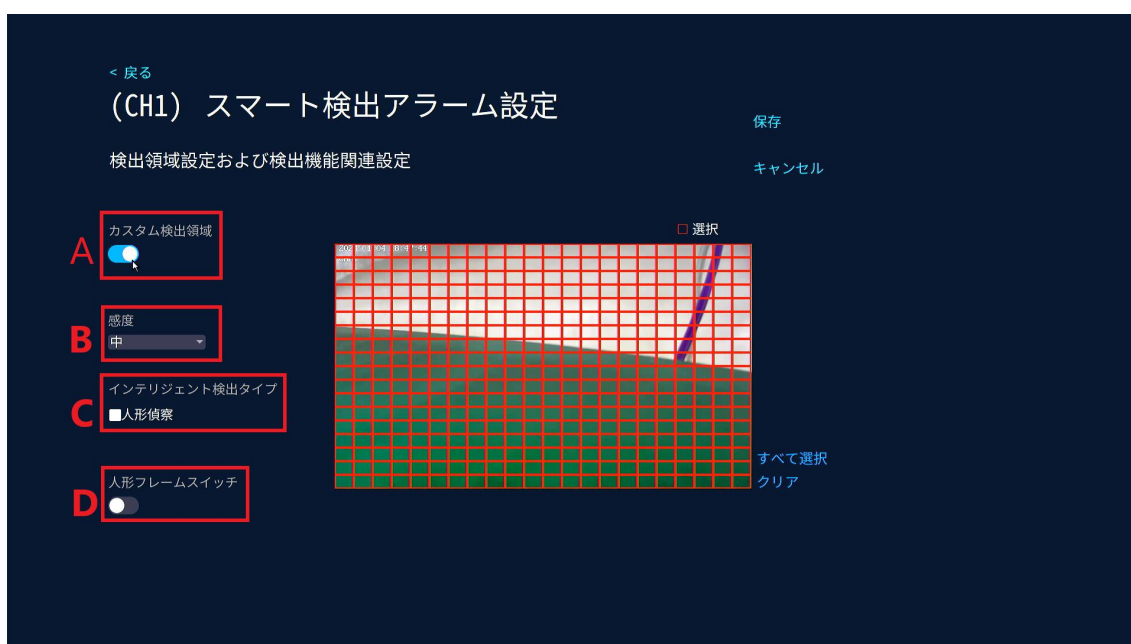 < 戻る
(CH1) スマート検出アラーム設定
保存
検出領域設定および検出機能関連設定
キャンセル
A
カスタム検出領域
選択
B
感度
中
C
インテリジェント検出タイプ
人形偵察
すべて選択
クリア
D
人形フレームスイッチ